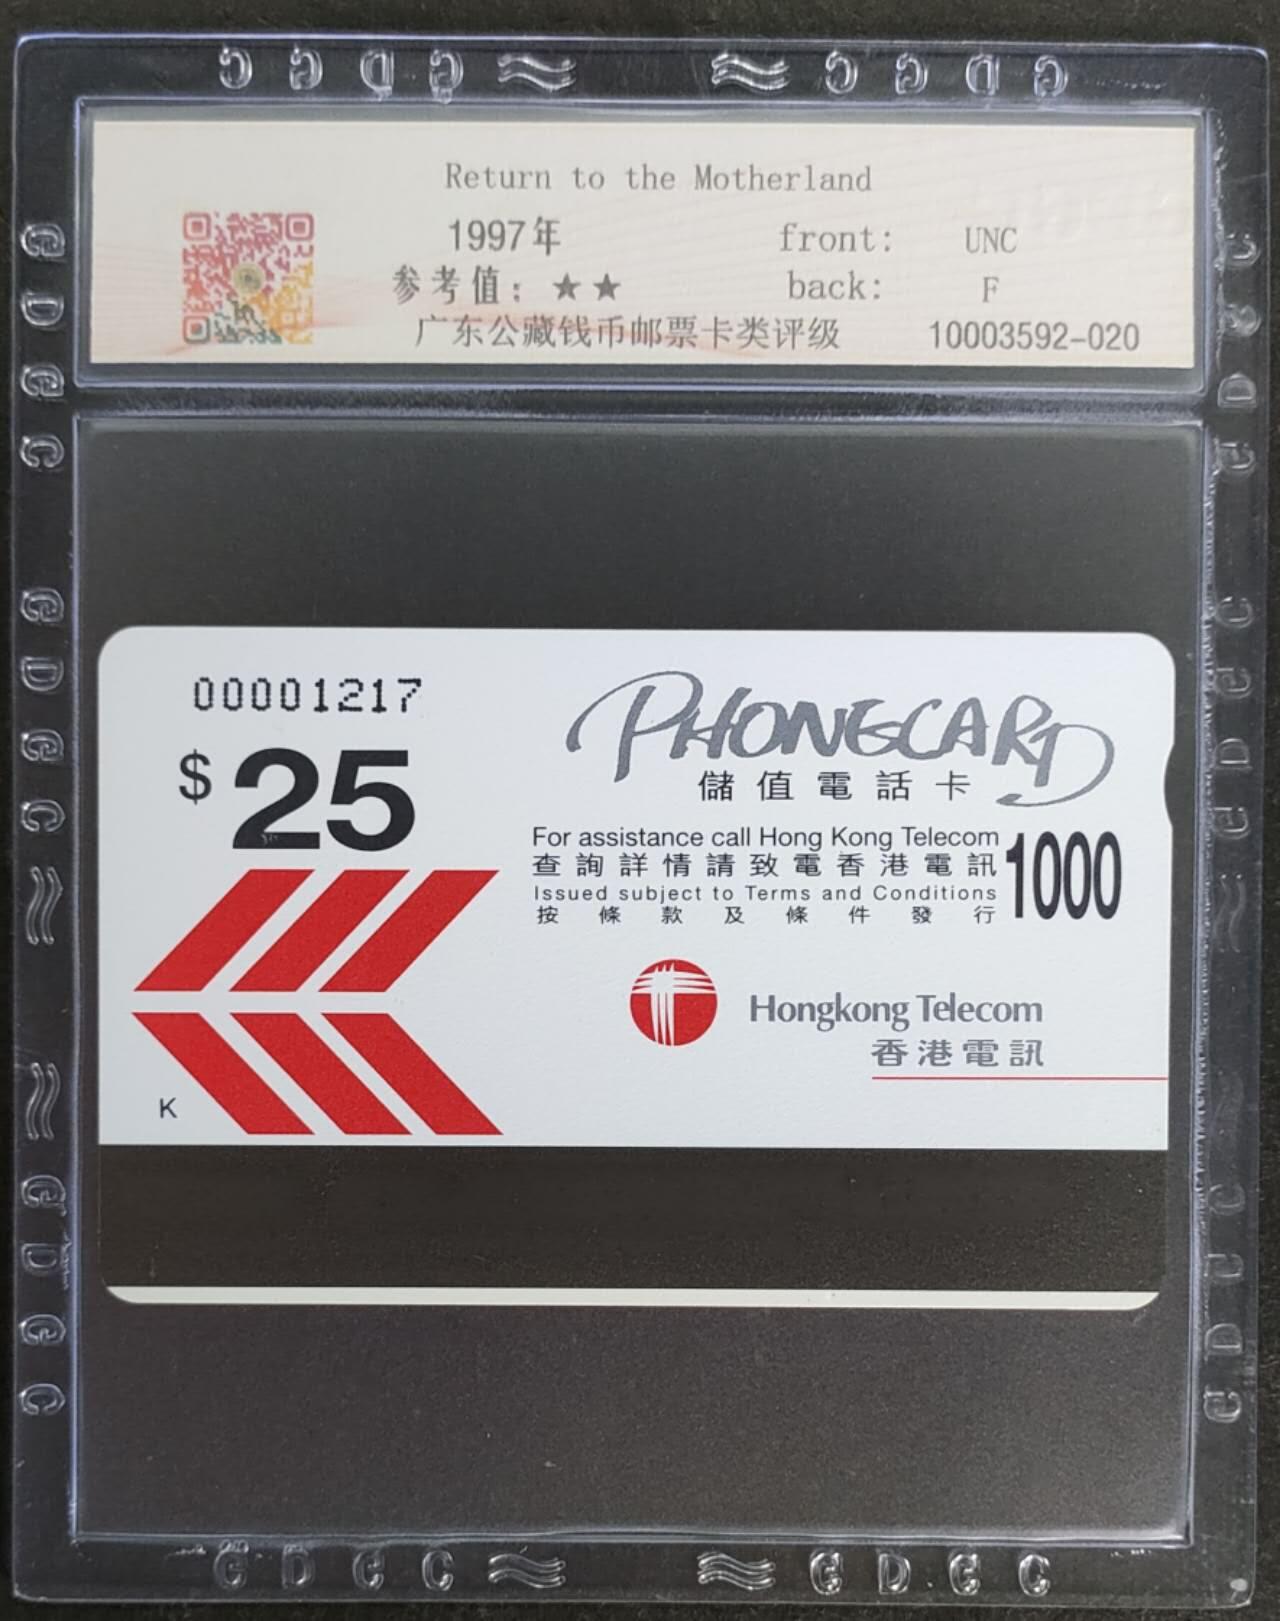 G D G C ≈ ≈ G D G C
Return to the Motherland
1997年
front: UNC
参考值: ★★
back: F
广东公藏钱币邮票卡类评级
10003592-020
00001217
$25
PHONECARD
儲值電話卡
For assistance call Hong Kong Telecom 1000
查詢詳情請致電香港電訊
Issued subject to Terms and Conditions
按條款及條件發行
Hongkong Telecom
香港電訊
K
G D G C ≈ ≈ G D G C